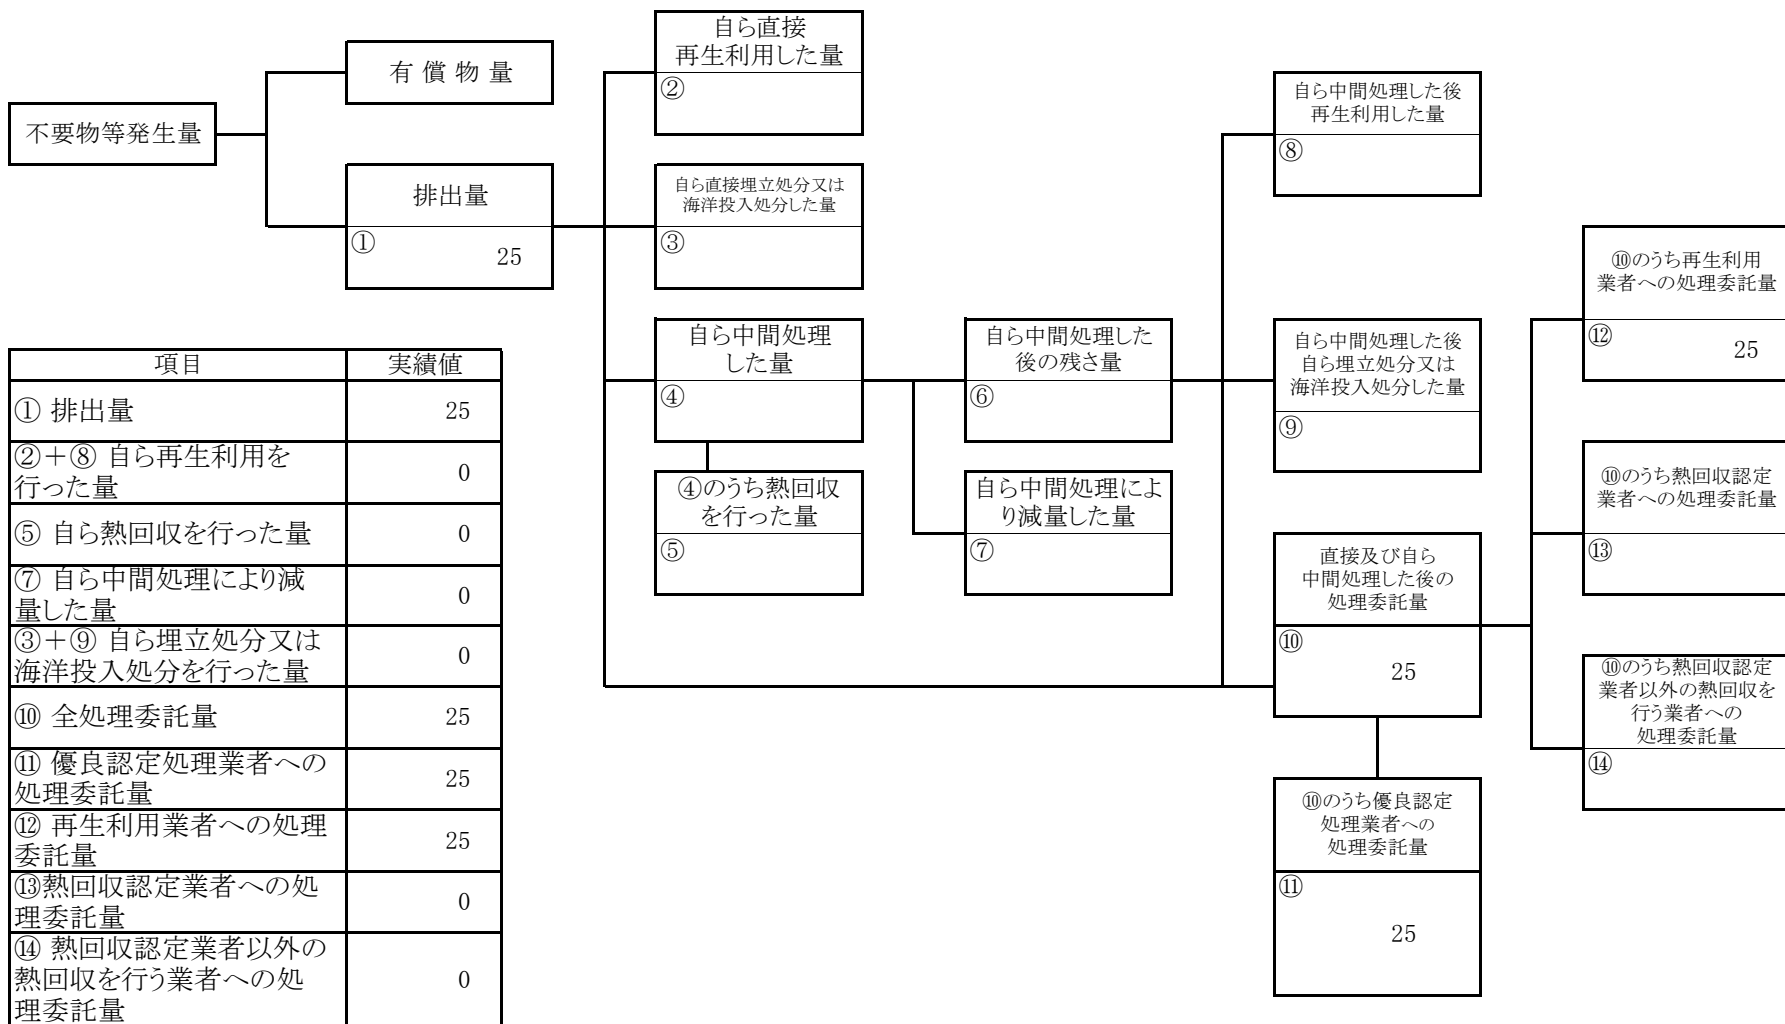 不要物等発生量
有 償 物 量
排出量
①
25
自ら直接
再生利用した量
②
自ら直接埋立処分又は
海洋投入処分した量
③
自ら中間処理
した量
④
④のうち熱回収
を行った量
⑤
自ら中間処理した
後の残さ量
⑥
自ら中間処理によ
り減量した量
⑦
自ら中間処理した後
再生利用した量
⑧
自ら中間処理した後
自ら埋立処分又は
海洋投入処分した量
⑨
直接及び自ら
中間処理した後の
処理委託量
⑩
25
⑩のうち優良認定
処理業者への
処理委託量
⑪
25
⑩のうち再生利用
業者への処理委託量
⑫
25
⑩のうち熱回収認定
業者への処理委託量
⑬
⑩のうち熱回収認定
業者以外の熱回収を
行う業者への
処理委託量
⑭
項目 実績値
① 排出量 25
②＋⑧ 自ら再生利用を
行った量 0
⑤ 自ら熱回収を行った量 0
⑦ 自ら中間処理により減
量した量 0
③＋⑨ 自ら埋立処分又は
海洋投入処分を行った量 0
⑩ 全処理委託量 25
⑪ 優良認定処理業者への
処理委託量 25
⑫ 再生利用業者への処理
委託量 25
⑬熱回収認定業者への処
理委託量 0
⑭ 熱回収認定業者以外の
熱回収を行う業者への処
理委託量 0